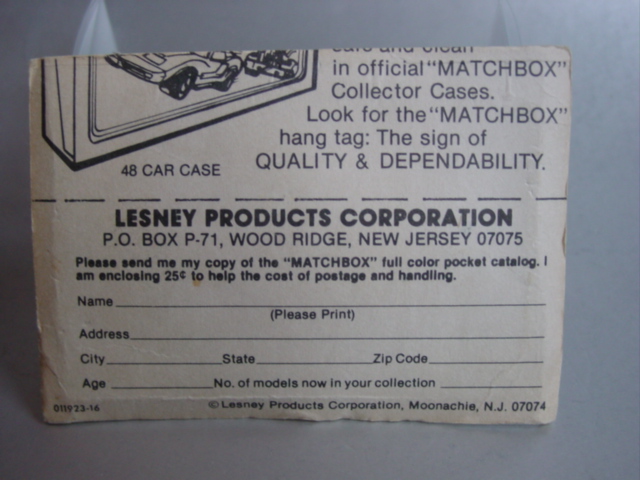 safe and clean
in official "MATCHBOX"
Collector Cases.
Look for the "MATCHBOX"
hang tag: The sign of
QUALITY & DEPENDABILITY.
48 CAR CASE
LESNEY PRODUCTS CORPORATION
P.O. BOX P-71, WOOD RIDGE, NEW JERSEY 07075
Please send me my copy of the "MATCHBOX" full color pocket catalog. I
am enclosing 25¢ to help the cost of postage and handling.
Name
(Please Print)
Address
City State Zip Code
Age No. of models now in your collection
011923-16 © Lesney Products Corporation, Moonachie, N.J. 07074